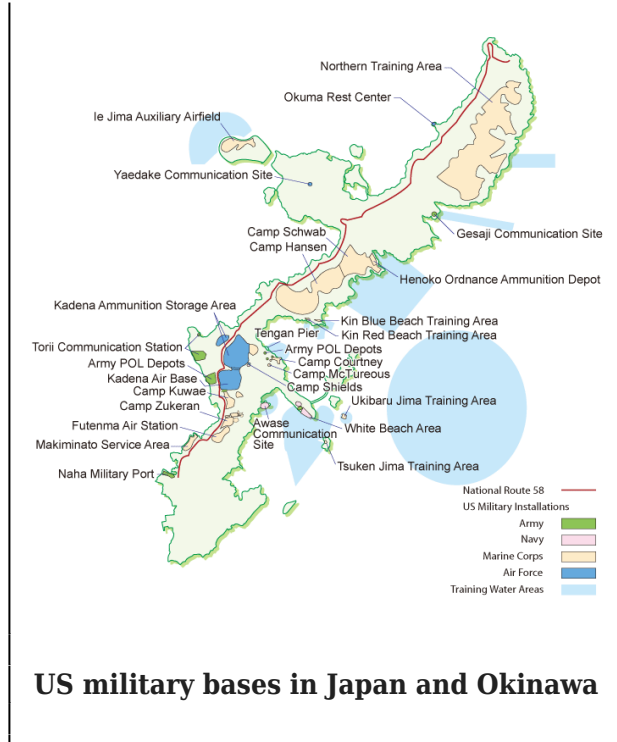 Northern Training Area
Okuma Rest Center
Ie Jima Auxiliary Airfield
Yaedake Communication Site
Gesaji Communication Site
Camp Schwab
Camp Hansen
Henoko Ordnance Ammunition Depot
Kadena Ammunition Storage Area
Kin Blue Beach Training Area
Kin Red Beach Training Area
Tengan Pier
Torii Communication Station
Army POL Depots
Army POL Depots
Camp Courtney
Kadena Air Base
Camp McTureous
Camp Kuwae
Camp Shields
Camp Zukeran
Ukibaru Jima Training Area
Futenma Air Station
Awase
Communication
Site
White Beach Area
Makiminato Service Area
Tsuken Jima Training Area
Naha Military Port
National Route 58
US Military Installations
Army
Navy
Marine Corps
Air Force
Training Water Areas
US military bases in Japan and Okinawa